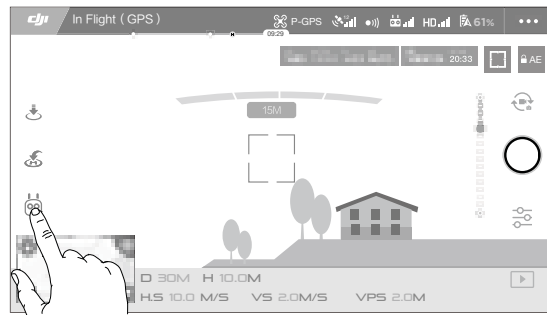 dji In Flight (GPS) P-GPS 12 HD 61%
09:29
20:33 AE
15M
H
D 30M H 10.0M
H.S 10.0 M/S VS 2.0M/S VPS 2.0M